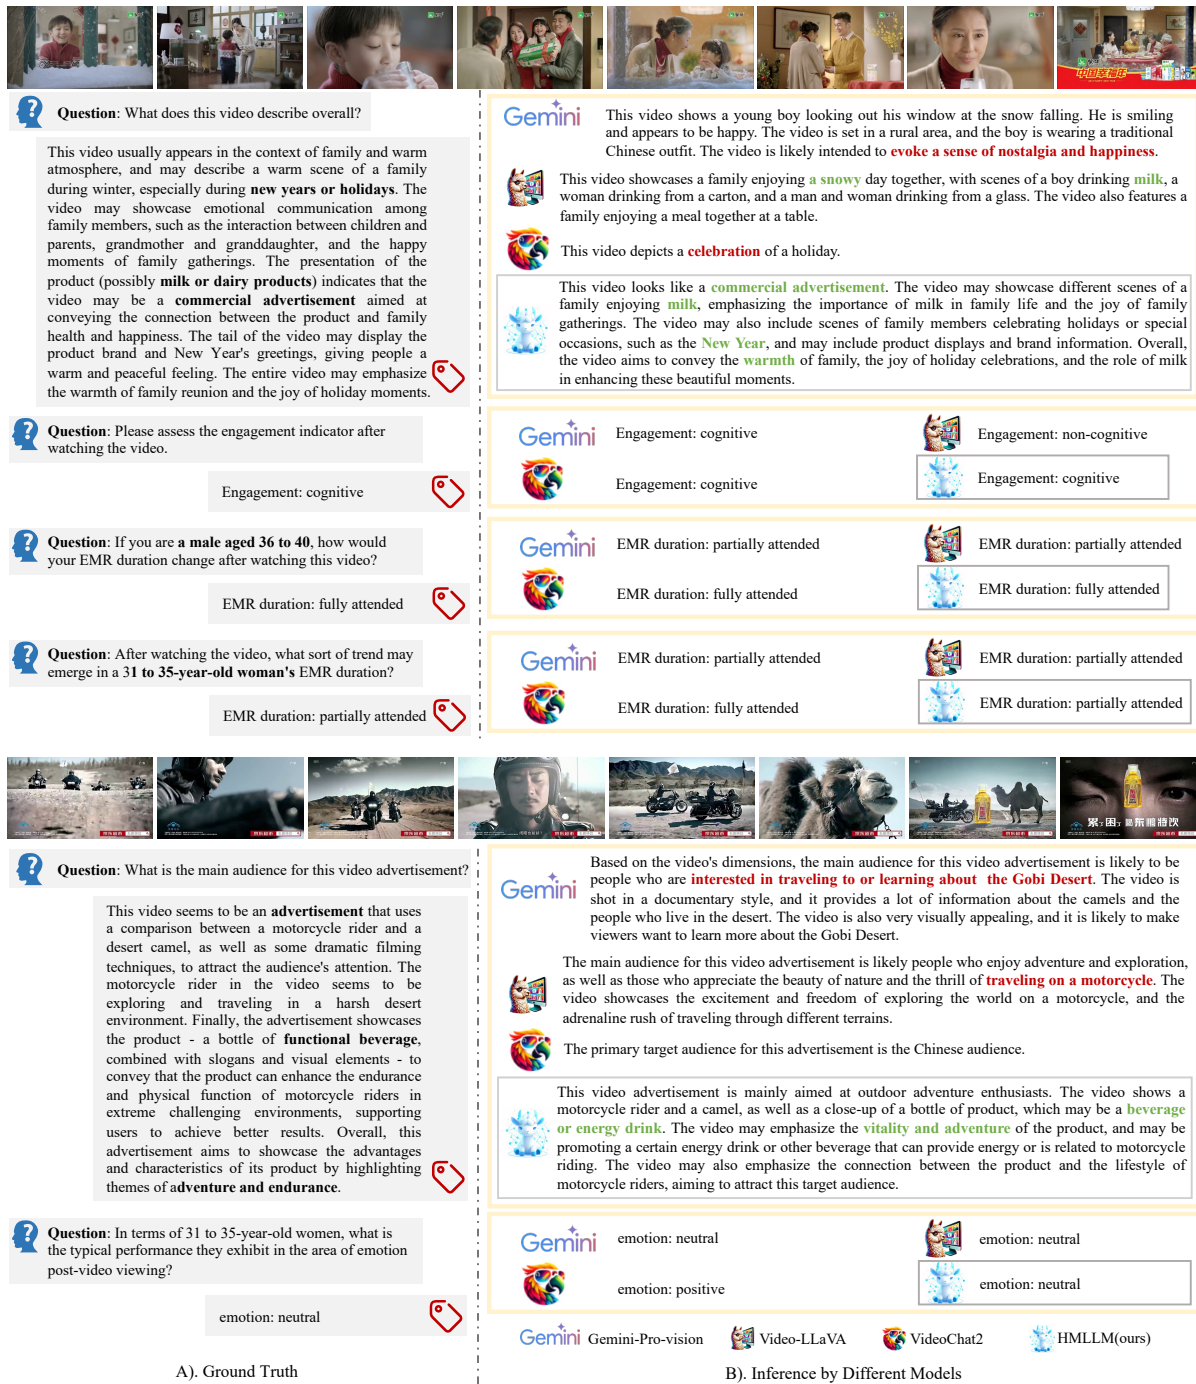 中国幸福年
Question: What does this video describe overall?
This video usually appears in the context of family and warm
atmosphere, and may describe a warm scene of a family
during winter, especially during new years or holidays. The
video may showcase emotional communication among
family members, such as the interaction between children and
parents, grandmother and granddaughter, and the happy
moments of family gatherings. The presentation of the
product (possibly milk or dairy products) indicates that the
video may be a commercial advertisement aimed at
conveying the connection between the product and family
health and happiness. The tail of the video may display the
product brand and New Year's greetings, giving people a
warm and peaceful feeling. The entire video may emphasize
the warmth of family reunion and the joy of holiday moments.
Gemini
This video shows a young boy looking out his window at the snow falling. He is smiling
and appears to be happy. The video is set in a rural area, and the boy is wearing a traditional
Chinese outfit. The video is likely intended to evoke a sense of nostalgia and happiness.
This video showcases a family enjoying a snowy day together, with scenes of a boy drinking milk, a
woman drinking from a carton, and a man and woman drinking from a glass. The video also features a
family enjoying a meal together at a table.
This video depicts a celebration of a holiday.
This video looks like a commercial advertisement. The video may showcase different scenes of a
family enjoying milk, emphasizing the importance of milk in family life and the joy of family
gatherings. The video may also include scenes of family members celebrating holidays or special
occasions, such as the New Year, and may include product displays and brand information. Overall,
the video aims to convey the warmth of family, the joy of holiday celebrations, and the role of milk
in enhancing these beautiful moments.
Question: Please assess the engagement indicator after
watching the video.
Engagement: cognitive
Gemini
Engagement: cognitive
Engagement: non-cognitive
Engagement: cognitive
Engagement: cognitive
Question: If you are a male aged 36 to 40, how would
your EMR duration change after watching this video?
EMR duration: fully attended
Gemini
EMR duration: partially attended
EMR duration: partially attended
EMR duration: fully attended
EMR duration: fully attended
Question: After watching the video, what sort of trend may
emerge in a 31 to 35-year-old woman's EMR duration?
EMR duration: partially attended
Gemini
EMR duration: partially attended
EMR duration: partially attended
EMR duration: fully attended
EMR duration: partially attended
累了困了喝东鹏特饮
Question: What is the main audience for this video advertisement?
This video seems to be an advertisement that uses
a comparison between a motorcycle rider and a
desert camel, as well as some dramatic filming
techniques, to attract the audience's attention. The
motorcycle rider in the video seems to be
exploring and traveling in a harsh desert
environment. Finally, the advertisement showcases
the product - a bottle of functional beverage,
combined with slogans and visual elements - to
convey that the product can enhance the endurance
and physical function of motorcycle riders in
extreme challenging environments, supporting
users to achieve better results. Overall, this
advertisement aims to showcase the advantages
and characteristics of its product by highlighting
themes of adventure and endurance.
Gemini
Based on the video's dimensions, the main audience for this video advertisement is likely to be
people who are interested in traveling to or learning about the Gobi Desert. The video is
shot in a documentary style, and it provides a lot of information about the camels and the
people who live in the desert. The video is also very visually appealing, and it is likely to make
viewers want to learn more about the Gobi Desert.
The main audience for this video advertisement is likely people who enjoy adventure and exploration,
as well as those who appreciate the beauty of nature and the thrill of traveling on a motorcycle. The
video showcases the excitement and freedom of exploring the world on a motorcycle, and the
adrenaline rush of traveling through different terrains.
The primary target audience for this advertisement is the Chinese audience.
This video advertisement is mainly aimed at outdoor adventure enthusiasts. The video shows a
motorcycle rider and a camel, as well as a close-up of a bottle of product, which may be a beverage
or energy drink. The video may emphasize the vitality and adventure of the product, and may be
promoting a certain energy drink or other beverage that can provide energy or is related to motorcycle
riding. The video may also emphasize the connection between the product and the lifestyle of
motorcycle riders, aiming to attract this target audience.
Question: In terms of 31 to 35-year-old women, what is
the typical performance they exhibit in the area of emotion
post-video viewing?
emotion: neutral
Gemini
emotion: neutral
emotion: neutral
emotion: positive
emotion: neutral
Gemini Gemini-Pro-vision Video-LLaVA VideoChat2 HMLLM(ours)
A). Ground Truth
B). Inference by Different Models